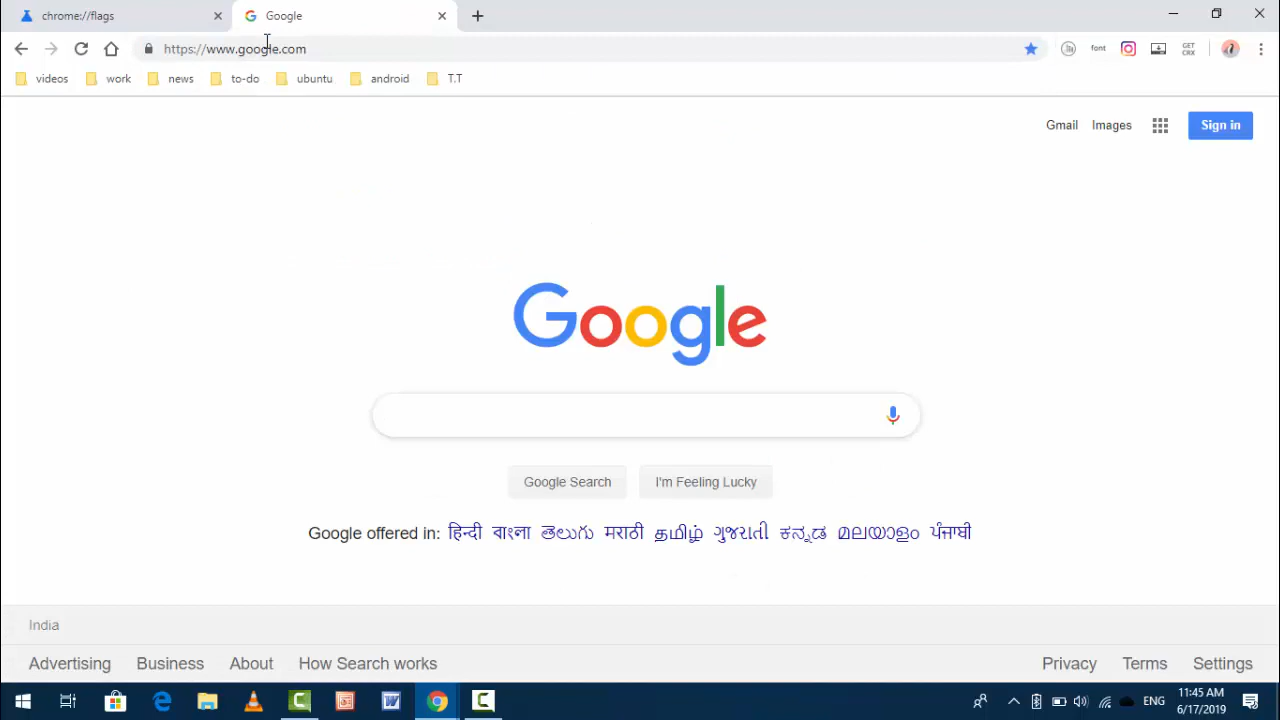 chrome://flags
Google
https://www.google.com
font
GET CRX
videos work news to-do ubuntu android T.T
Gmail Images Sign in
Google
Google Search I'm Feeling Lucky
Google offered in: हिन्दी বাংলা తెలుగు मराठी தமிழ் ગુજરાતી ಕನ್ನಡ മലയാളം ਪੰਜਾਬੀ
India
Advertising Business About How Search works Privacy Terms Settings
ENG
11:45 AM
6/17/2019